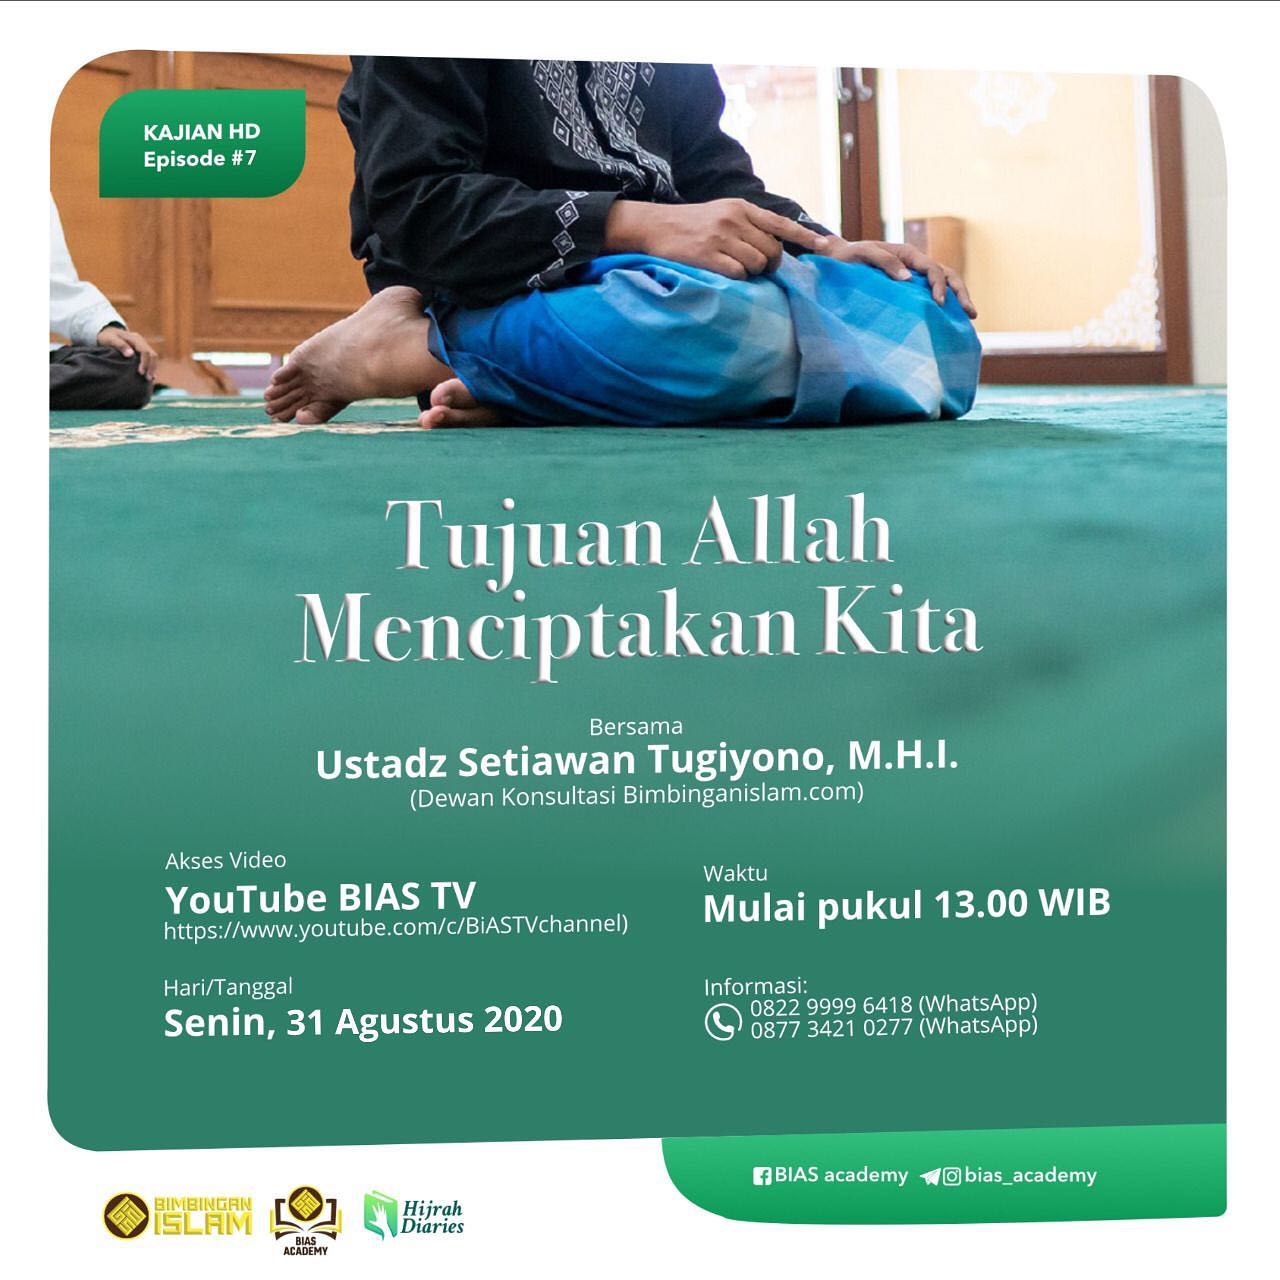 KAJIAN HD
Episode #7
Tujuan Allah
Menciptakan Kita
Bersama
Ustadz Setiawan Tugiyono, M.H.I.
(Dewan Konsultasi Bimbinganislam.com)
Akses Video
YouTube BIAS TV
https://www.youtube.com/c/BiASTVchannel)
Hari/Tanggal
Senin, 31 Agustus 2020
Waktu
Mulai pukul 13.00 WIB
Informasi:
0822 9999 6418 (WhatsApp)
0877 3421 0277 (WhatsApp)
BIAS academy bias_academy
BIMBINGAN
ISLAM
BIAS
ACADEMY
Hijrah
Diaries